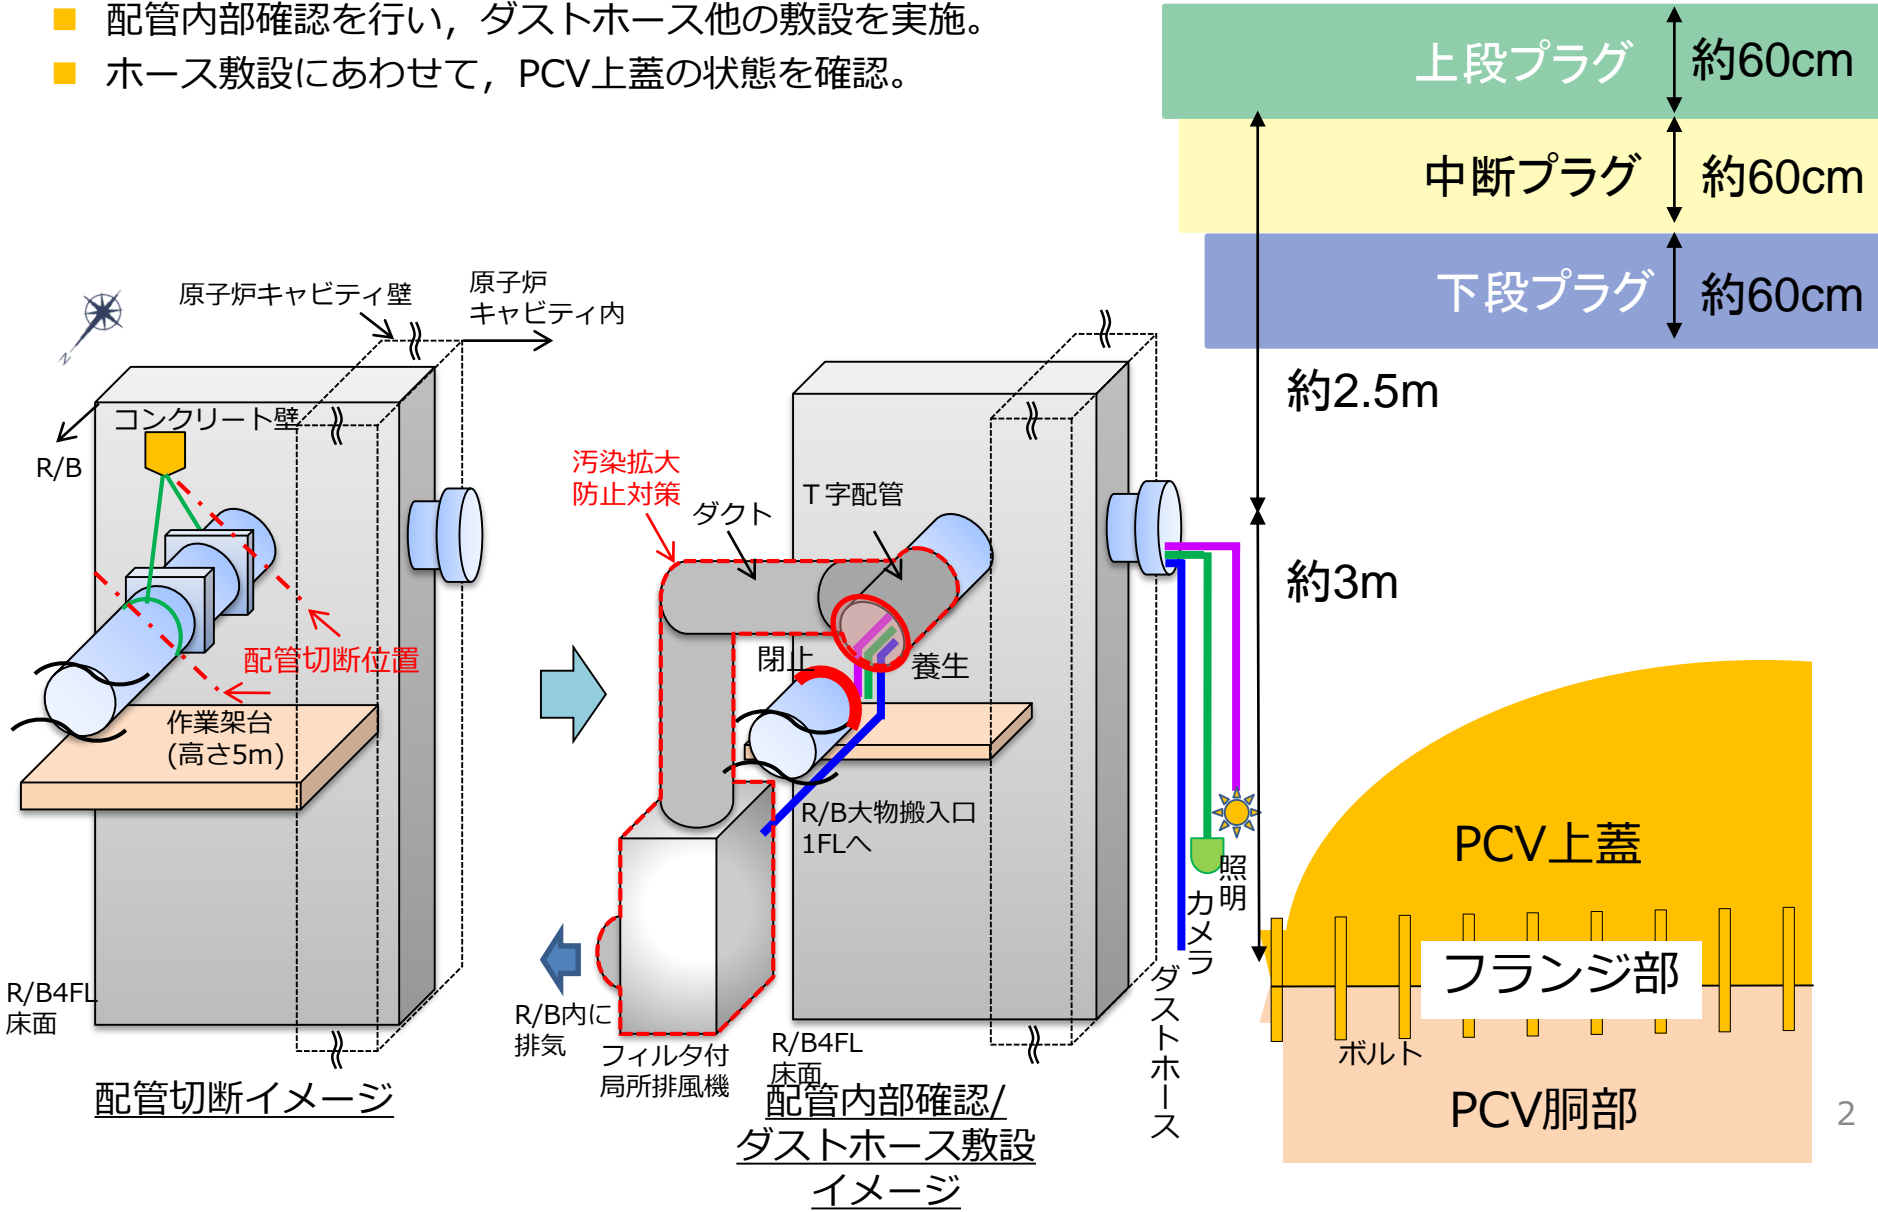 配管内部確認を行い，ダストホース他の敷設を実施。
ホース敷設にあわせて，PCV上蓋の状態を確認。
上段プラグ
約60cm
中断プラグ
約60cm
下段プラグ
約60cm
約2.5m
約3m
PCV上蓋
フランジ部
ボルト
PCV胴部
N
原子炉キャビティ壁
原子炉
キャビティ内
コンクリート壁
R/B
配管切断位置
作業架台
(高さ5m)
R/B4FL
床面
配管切断イメージ
汚染拡大
防止対策
ダクト
T字配管
閉止
養生
R/B大物搬入口
1FLへ
R/B内に
排気
フィルタ付
局所排風機
R/B4FL
床面
照明
カメラ
ダストホース
配管内部確認/
ダストホース敷設
イメージ
2